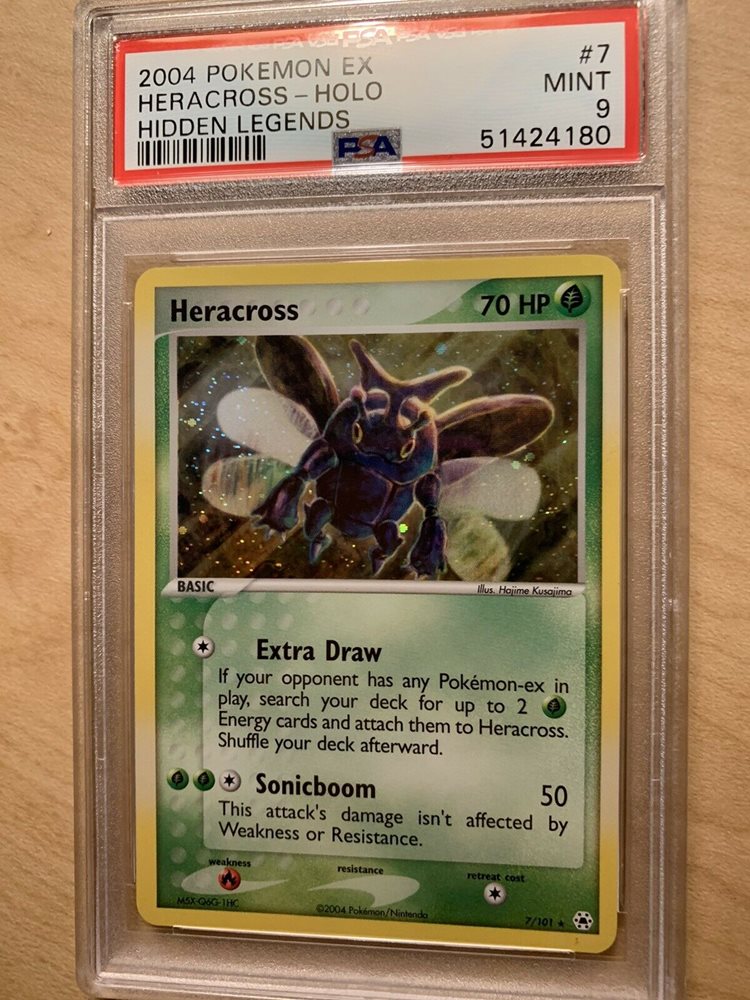 2004 POKEMON EX #7
HERACROSS – HOLO MINT
HIDDEN LEGENDS 9
PSA 51424180
Heracross 70 HP
BASIC Illus. Hajime Kusajima
Extra Draw
If your opponent has any Pokémon-ex in
play, search your deck for up to 2
Energy cards and attach them to Heracross.
Shuffle your deck afterward.
Sonicboom 50
This attack's damage isn't affected by
Weakness or Resistance.
weakness resistance retreat cost
M5X-Q6G-1HC ©2004 Pokémon/Nintendo 7/101 ★